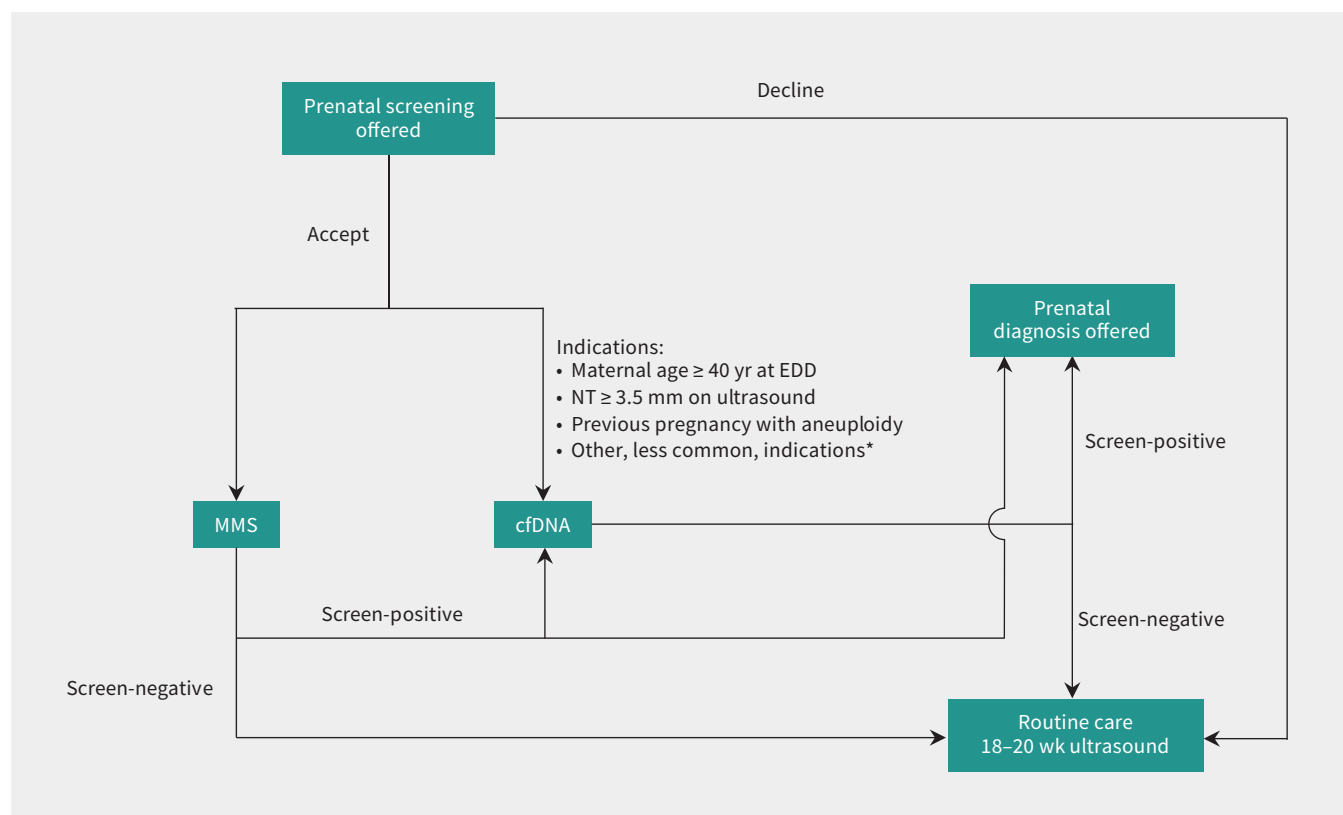 Decline
Prenatal screening
offered
Accept
Prenatal
diagnosis offered
Indications:
• Maternal age ≥ 40 yr at EDD
• NT ≥ 3.5 mm on ultrasound
• Previous pregnancy with aneuploidy
• Other, less common, indications*
Screen-positive
MMS
cfDNA
Screen-positive
Screen-negative
Screen-negative
Routine care
18–20 wk ultrasound